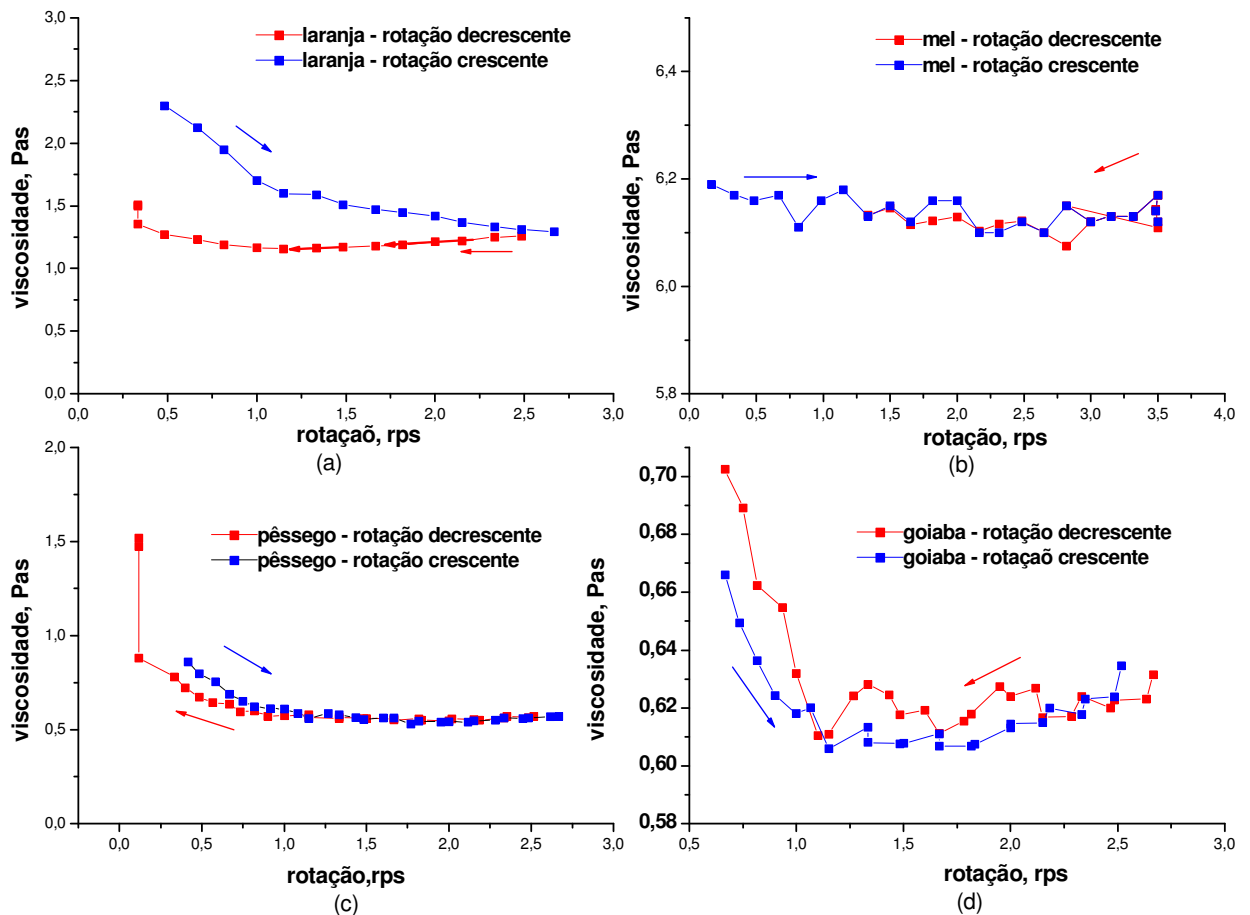 3,0
2,5
2,0
1,5
1,0
0,5
0,0
viscosidade, Pas
laranja - rotação decrescente
laranja - rotação crescente
0,0 0,5 1,0 1,5 2,0 2,5 3,0
rotaçaõ, rps
(a)
6,4
6,2
6,0
5,8
viscosidade, Pas
mel - rotação decrescente
mel - rotação crescente
0,0 0,5 1,0 1,5 2,0 2,5 3,0 3,5 4,0
rotação, rps
(b)
2,0
1,5
1,0
0,5
0,0
viscosidade, Pas
pêssego - rotação decrescente
pêssego - rotação crescente
0,0 0,5 1,0 1,5 2,0 2,5 3,0
rotação,rps
(c)
0,70
0,68
0,66
0,64
0,62
0,60
0,58
viscosidade, Pas
goiaba - rotação decrescente
goiaba - rotaçaõ crescente
0,5 1,0 1,5 2,0 2,5 3,0
rotação, rps
(d)